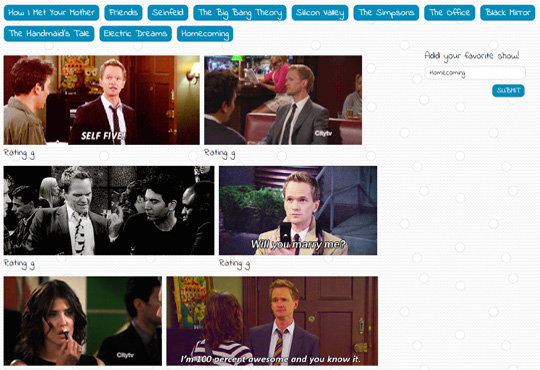 How I Met Your Mother Friends Seinfeld The Big Bang Theory Silicon Valley The Simpsons The Office Black Mirror
The Handmaid's Tale Electric Dreams Homecoming
Add your favorite show!
Homecoming
SUBMIT
SELF FIVE!
Citytv
Rating g Rating g
Will you marry me?
Rating g Rating g
Citytv
I'm 100 percent awesome and you know it.